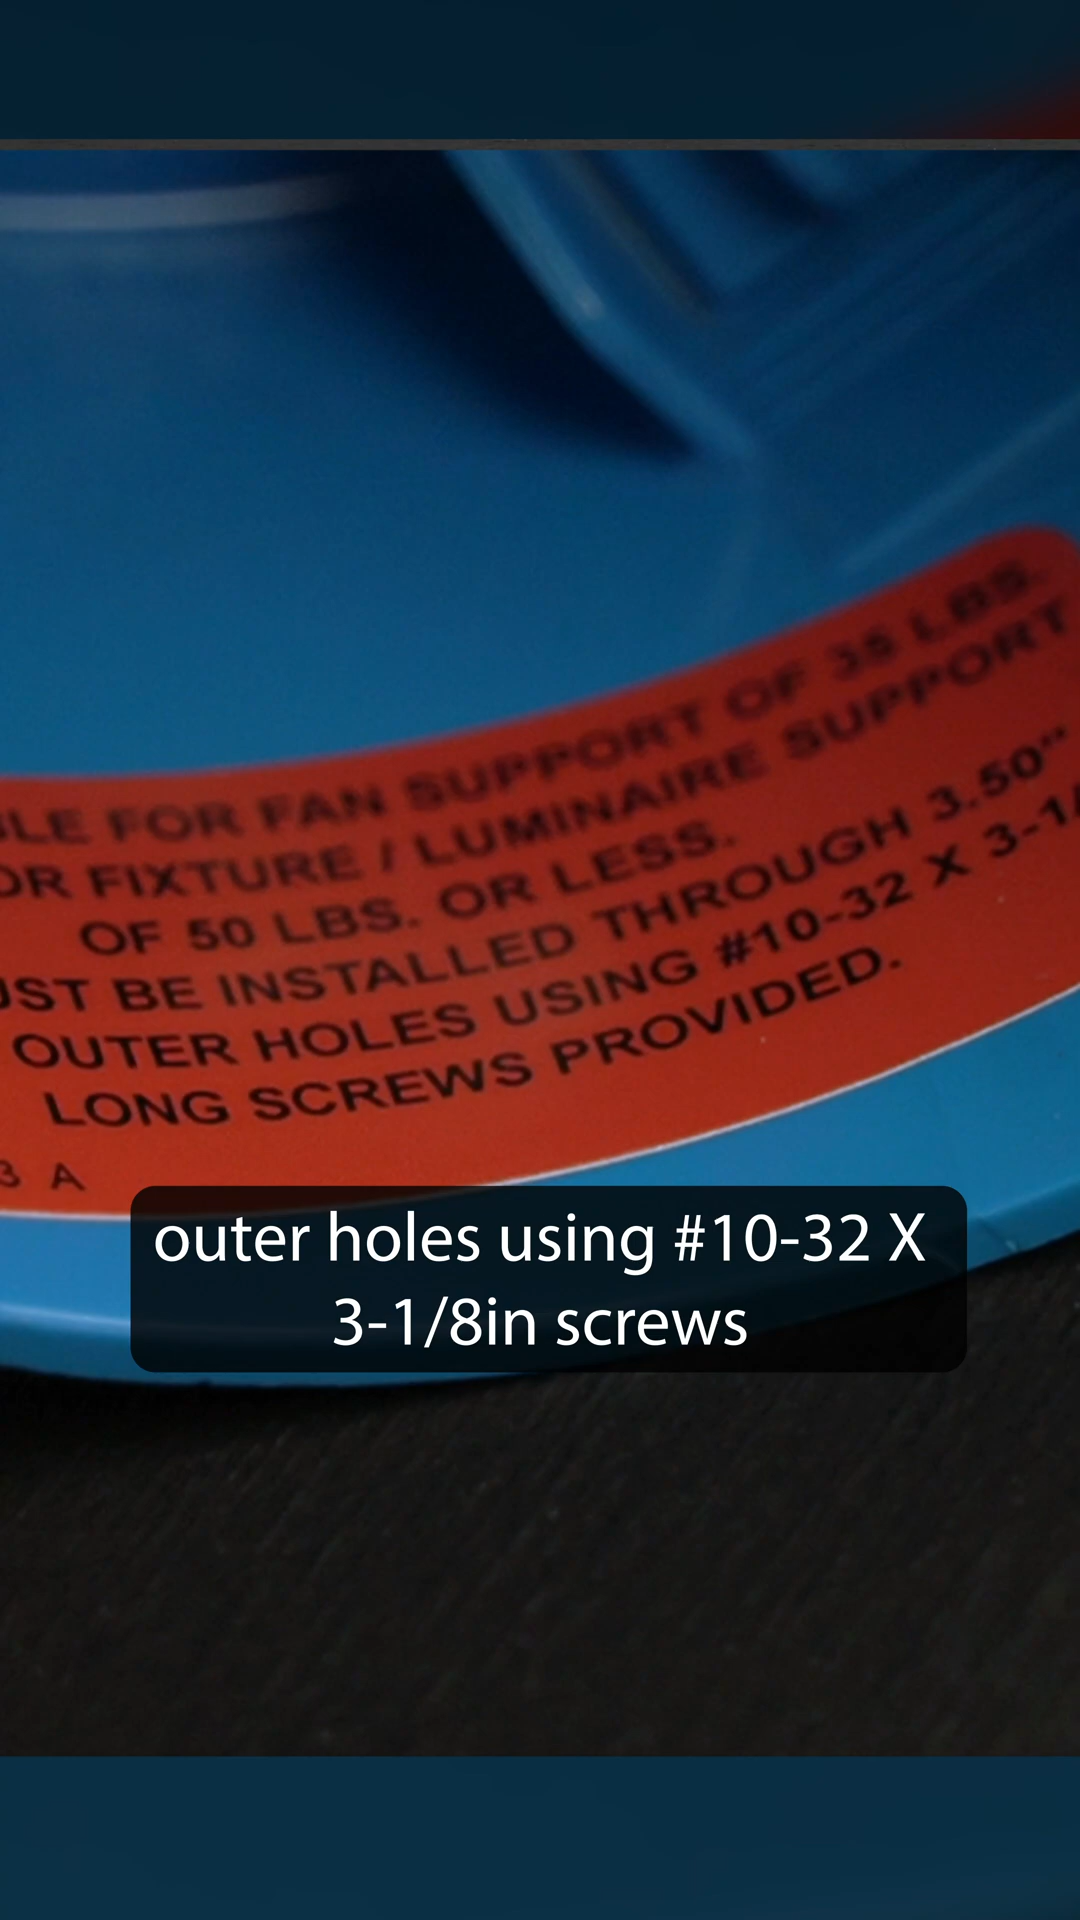 LE FOR FAN SUPPORT OF 35 LBS.
OR FIXTURE / LUMINAIRE SUPPORT
OF 50 LBS. OR LESS.
UST BE INSTALLED THROUGH 3.50"
OUTER HOLES USING #10-32 X 3-1/
LONG SCREWS PROVIDED.
3 A
outer holes using #10-32 X
3-1/8in screws